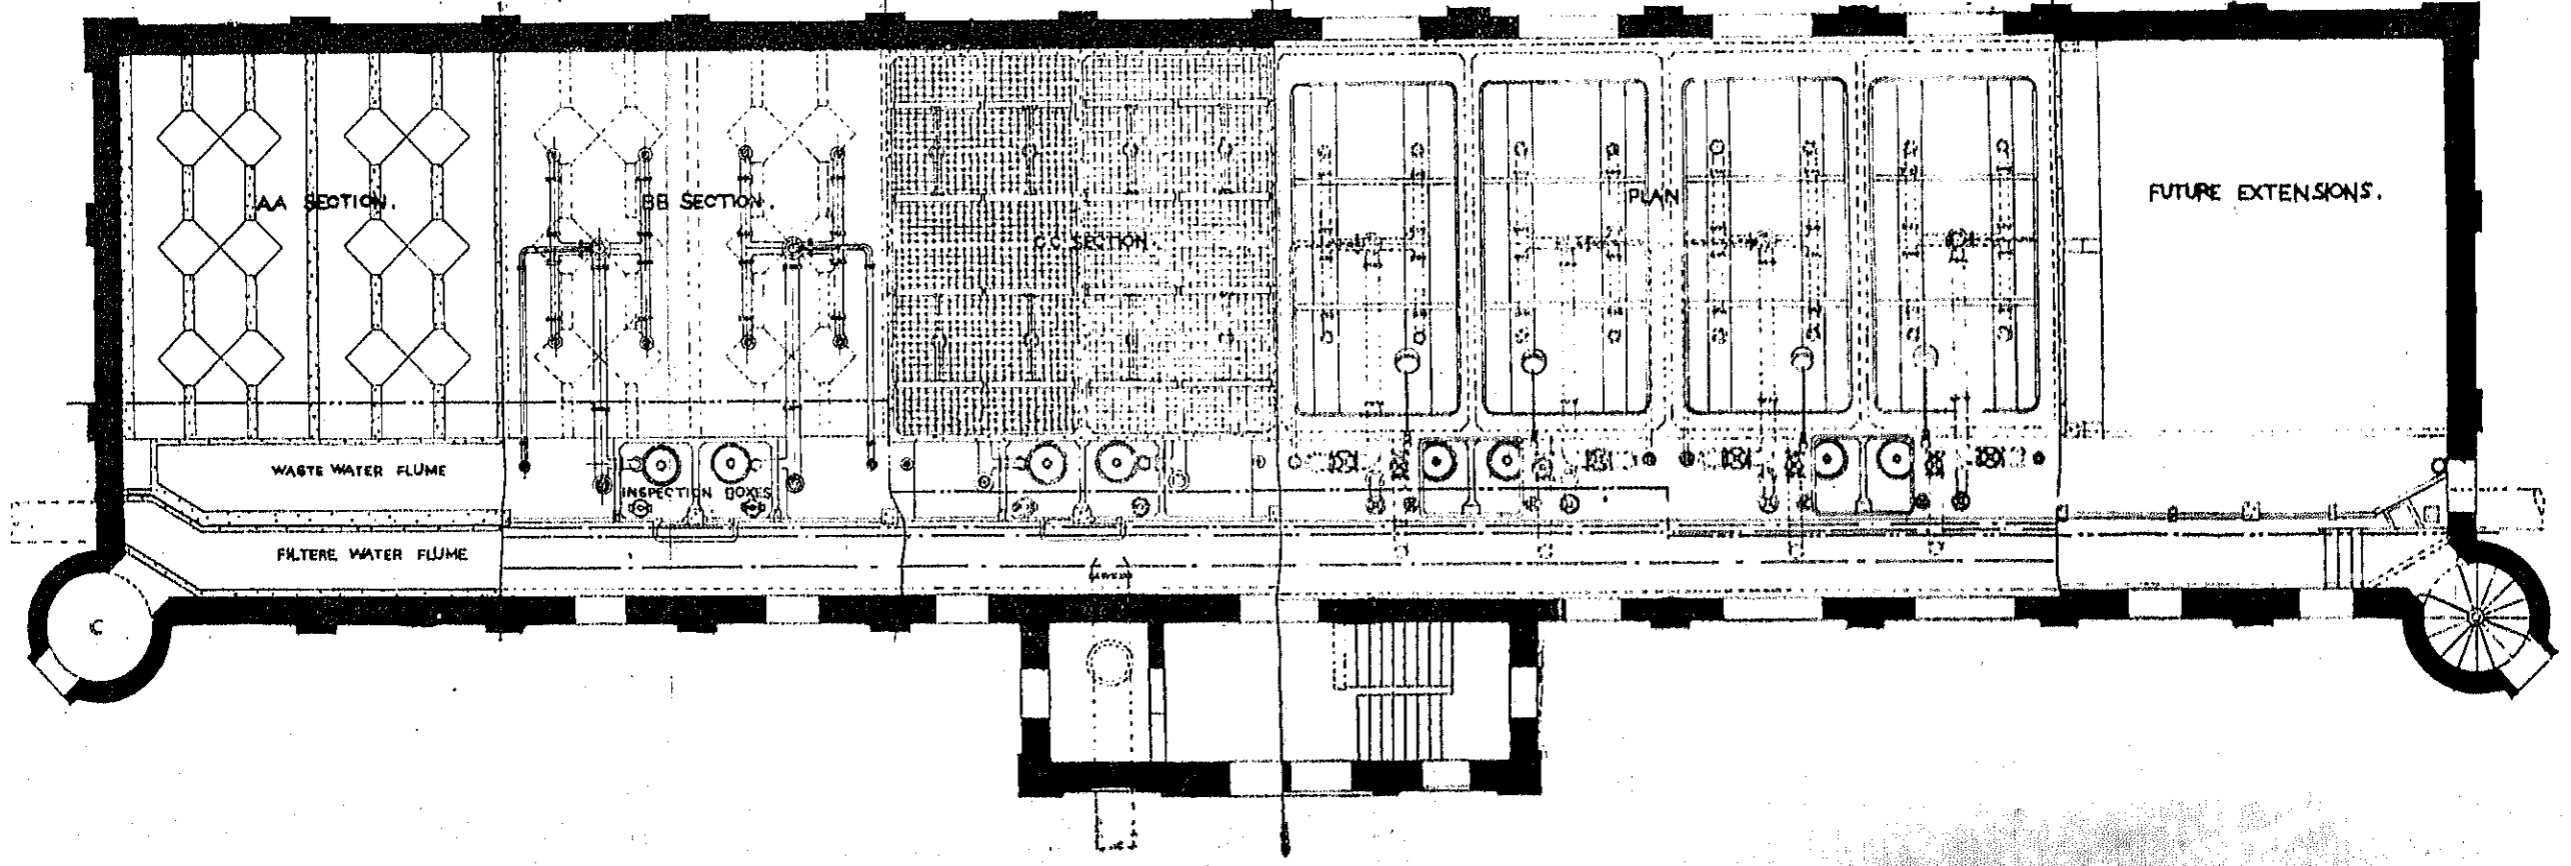 AA SECTION.
BB SECTION.
C.C. SECTION.
PLAN
FUTURE EXTENSIONS.
WASTE WATER FLUME
INSPECTION BOXES
FILTERE WATER FLUME
C